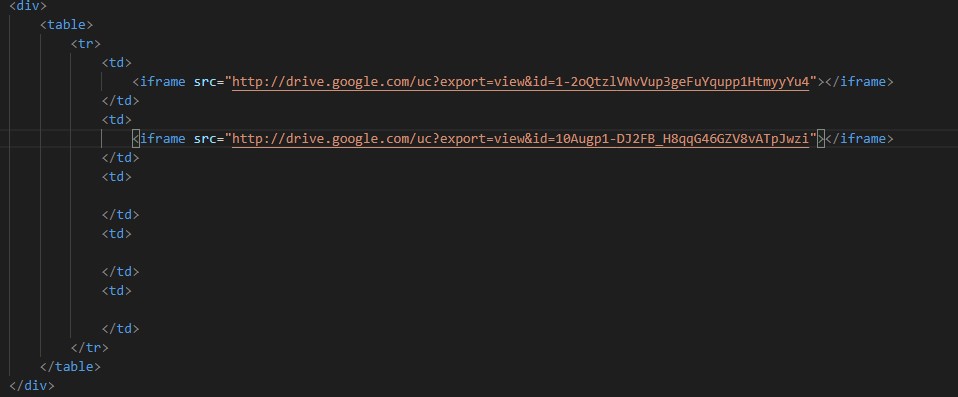 <div>
<table>
<tr>
<td>
<iframe src="http://drive.google.com/uc?export=view&id=1-2oQtzlVNvVup3geFuYqupp1HtmyyYu4"></iframe>
</td>
<td>
<iframe src="http://drive.google.com/uc?export=view&id=10Augp1-DJ2FB_H8qqG46GZV8vATpJwzi"></iframe>
</td>
<td>
</td>
<td>
</td>
<td>
</td>
</tr>
</table>
</div>